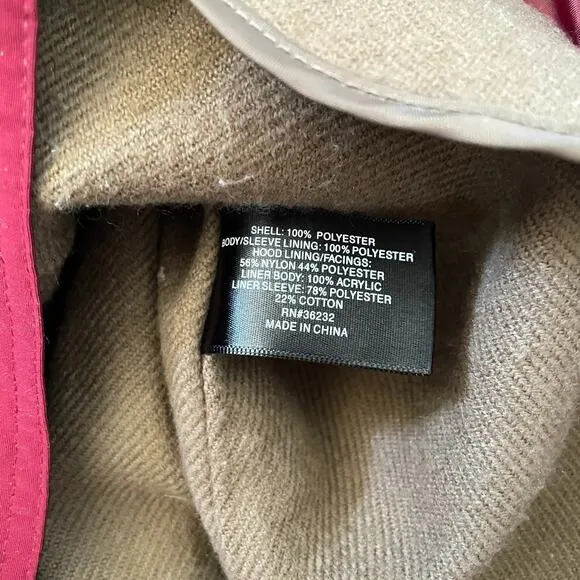 SHELL: 100% POLYESTER
BODY/SLEEVE LINING: 100% POLYESTER
HOOD LINING/FACINGS:
56% NYLON 44% POLYESTER
LINER BODY: 100% ACRYLIC
LINER SLEEVE: 78% POLYESTER
22% COTTON
RN#36232
MADE IN CHINA